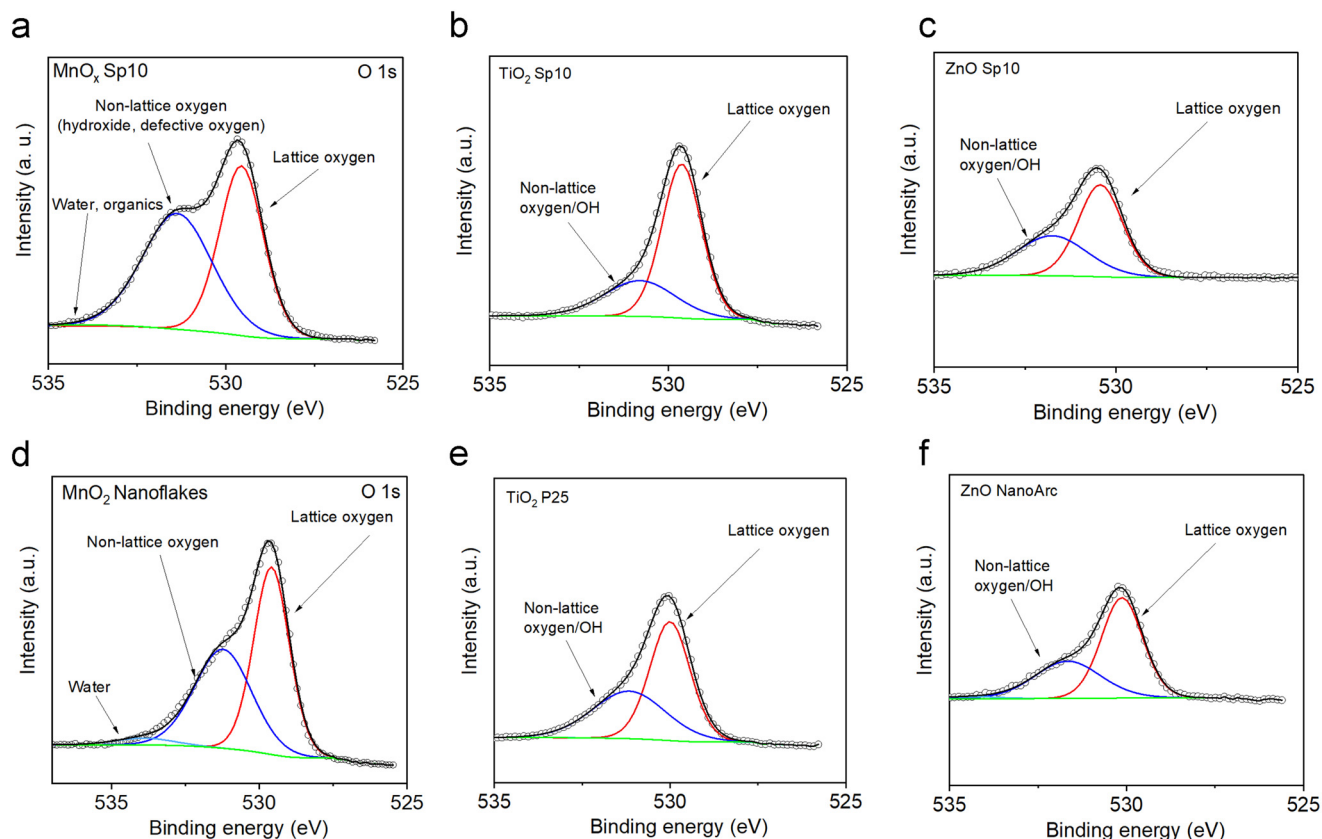 a
MnOₓ Sp10
O 1s
Non-lattice oxygen
(hydroxide, defective oxygen)
Lattice oxygen
Water, organics
Intensity (a. u.)
535
530
525
Binding energy (eV)
b
TiO₂ Sp10
Lattice oxygen
Non-lattice
oxygen/OH
Intensity (a.u.)
535
530
525
Binding energy (eV)
c
ZnO Sp10
Lattice oxygen
Non-lattice
oxygen/OH
Intensity (a.u.)
535
530
525
Binding energy (eV)
d
MnO₂ Nanoflakes
O 1s
Lattice oxygen
Non-lattice oxygen
Water
Intensity (a.u.)
535
530
525
Binding energy (eV)
e
TiO₂ P25
Lattice oxygen
Non-lattice
oxygen/OH
Intensity (a.u.)
535
530
525
Binding energy (eV)
f
ZnO NanoArc
Lattice oxygen
Non-lattice
oxygen/OH
Intensity (a.u.)
535
530
525
Binding energy (eV)